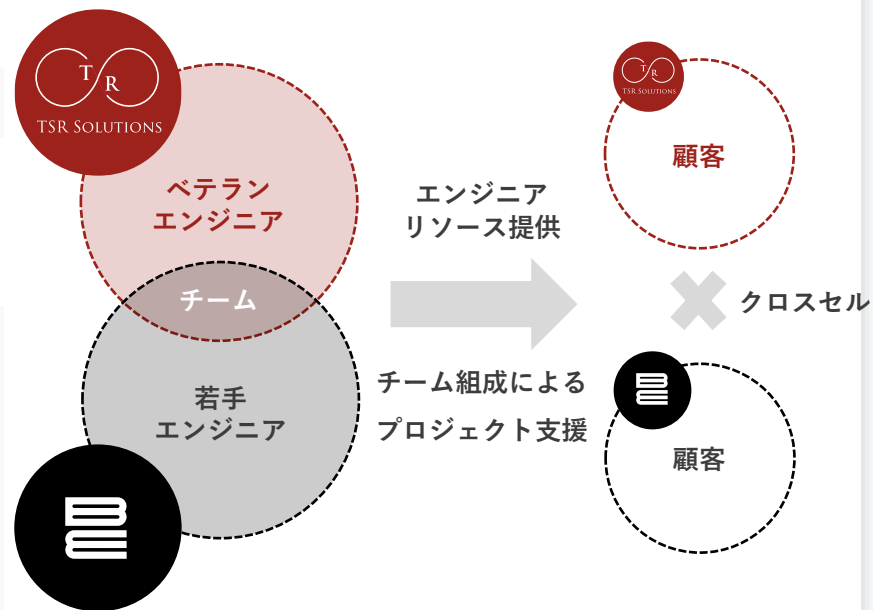 T R
TSR SOLUTIONS
ベテラン
エンジニア
チーム
若手
エンジニア
エンジニア
リソース提供
チーム組成による
プロジェクト支援
T R
TSR SOLUTIONS
顧客
クロスセル
顧客